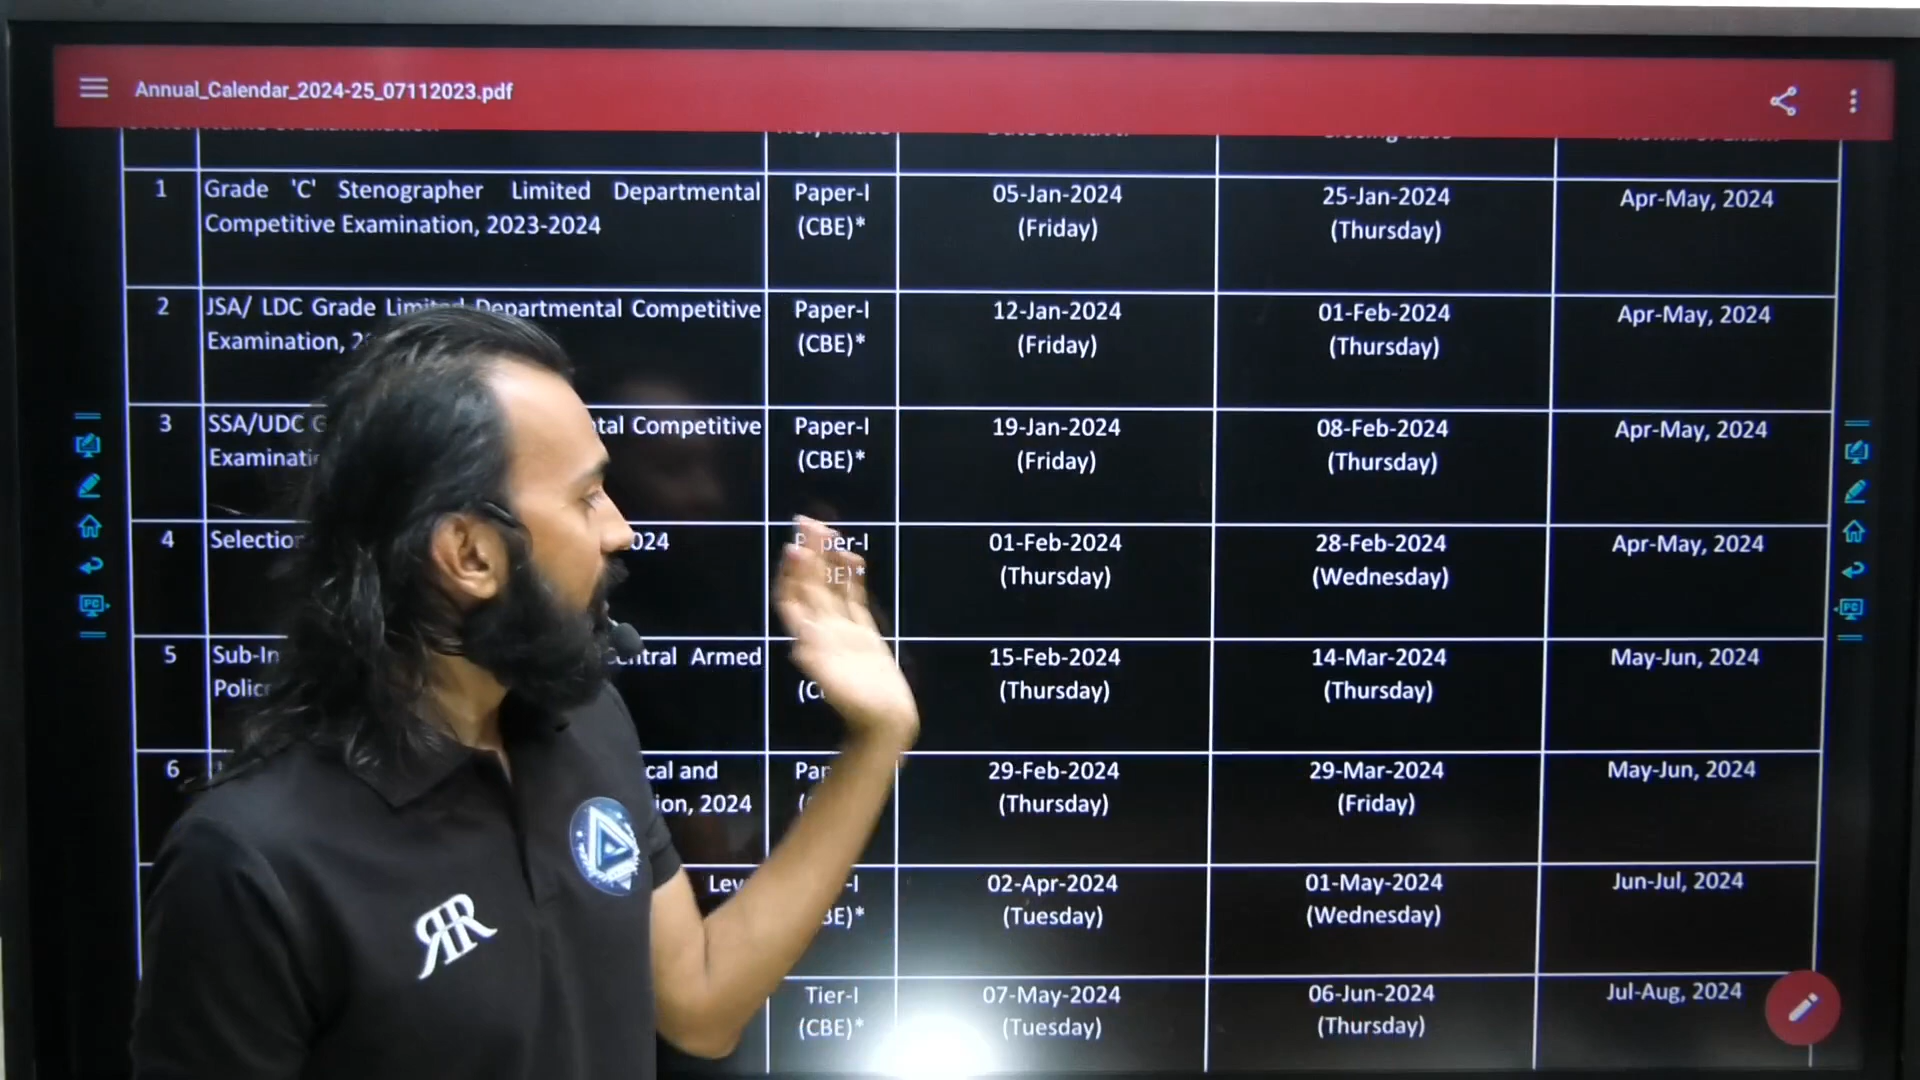 Annual_Calendar_2024-25_07112023.pdf
1 Grade 'C' Stenographer Limited Departmental Paper-I 05-Jan-2024 25-Jan-2024 Apr-May, 2024
Competitive Examination, 2023-2024 (CBE)* (Friday) (Thursday)
2 JSA/ LDC Grade Limited Departmental Competitive Paper-I 12-Jan-2024 01-Feb-2024 Apr-May, 2024
Examination, (CBE)* (Friday) (Thursday)
3 SSA/UDC Competitive Paper-I 19-Jan-2024 08-Feb-2024 Apr-May, 2024
(CBE)* (Friday) (Thursday)
4 Paper-I 01-Feb-2024 28-Feb-2024 Apr-May, 2024
(Thursday) (Wednesday)
5 Armed 15-Feb-2024 14-Mar-2024 May-Jun, 2024
(Thursday) (Thursday)
6 and 29-Feb-2024 29-Mar-2024 May-Jun, 2024
2024 (Thursday) (Friday)
02-Apr-2024 01-May-2024 Jun-Jul, 2024
(Tuesday) (Wednesday)
Tier-I 07-May-2024 06-Jun-2024 Jul-Aug, 2024
(CBE)* (Tuesday) (Thursday)
PC
PC